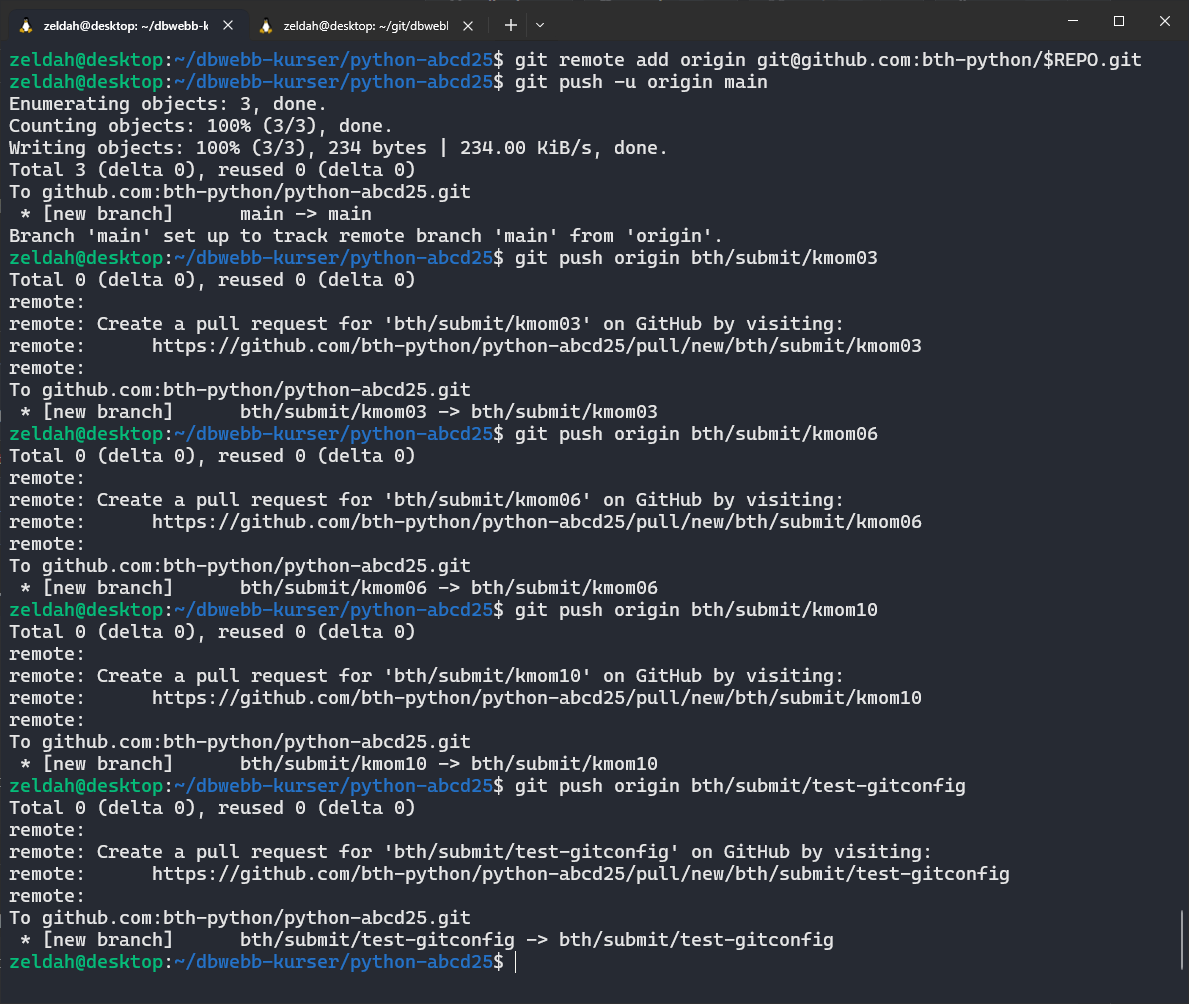 zeldah@desktop: ~/dbwebb-k
zeldah@desktop: ~/git/dbwebl
zeldah@desktop:~/dbwebb-kurser/python-abcd25$ git remote add origin git@github.com:bth-python/$REPO.git
zeldah@desktop:~/dbwebb-kurser/python-abcd25$ git push -u origin main
Enumerating objects: 3, done.
Counting objects: 100% (3/3), done.
Writing objects: 100% (3/3), 234 bytes | 234.00 KiB/s, done.
Total 3 (delta 0), reused 0 (delta 0)
To github.com:bth-python/python-abcd25.git
 * [new branch]      main -> main
Branch 'main' set up to track remote branch 'main' from 'origin'.
zeldah@desktop:~/dbwebb-kurser/python-abcd25$ git push origin bth/submit/kmom03
Total 0 (delta 0), reused 0 (delta 0)
remote:
remote: Create a pull request for 'bth/submit/kmom03' on GitHub by visiting:
remote:      https://github.com/bth-python/python-abcd25/pull/new/bth/submit/kmom03
remote:
To github.com:bth-python/python-abcd25.git
 * [new branch]      bth/submit/kmom03 -> bth/submit/kmom03
zeldah@desktop:~/dbwebb-kurser/python-abcd25$ git push origin bth/submit/kmom06
Total 0 (delta 0), reused 0 (delta 0)
remote:
remote: Create a pull request for 'bth/submit/kmom06' on GitHub by visiting:
remote:      https://github.com/bth-python/python-abcd25/pull/new/bth/submit/kmom06
remote:
To github.com:bth-python/python-abcd25.git
 * [new branch]      bth/submit/kmom06 -> bth/submit/kmom06
zeldah@desktop:~/dbwebb-kurser/python-abcd25$ git push origin bth/submit/kmom10
Total 0 (delta 0), reused 0 (delta 0)
remote:
remote: Create a pull request for 'bth/submit/kmom10' on GitHub by visiting:
remote:      https://github.com/bth-python/python-abcd25/pull/new/bth/submit/kmom10
remote:
To github.com:bth-python/python-abcd25.git
 * [new branch]      bth/submit/kmom10 -> bth/submit/kmom10
zeldah@desktop:~/dbwebb-kurser/python-abcd25$ git push origin bth/submit/test-gitconfig
Total 0 (delta 0), reused 0 (delta 0)
remote:
remote: Create a pull request for 'bth/submit/test-gitconfig' on GitHub by visiting:
remote:      https://github.com/bth-python/python-abcd25/pull/new/bth/submit/test-gitconfig
remote:
To github.com:bth-python/python-abcd25.git
 * [new branch]      bth/submit/test-gitconfig -> bth/submit/test-gitconfig
zeldah@desktop:~/dbwebb-kurser/python-abcd25$